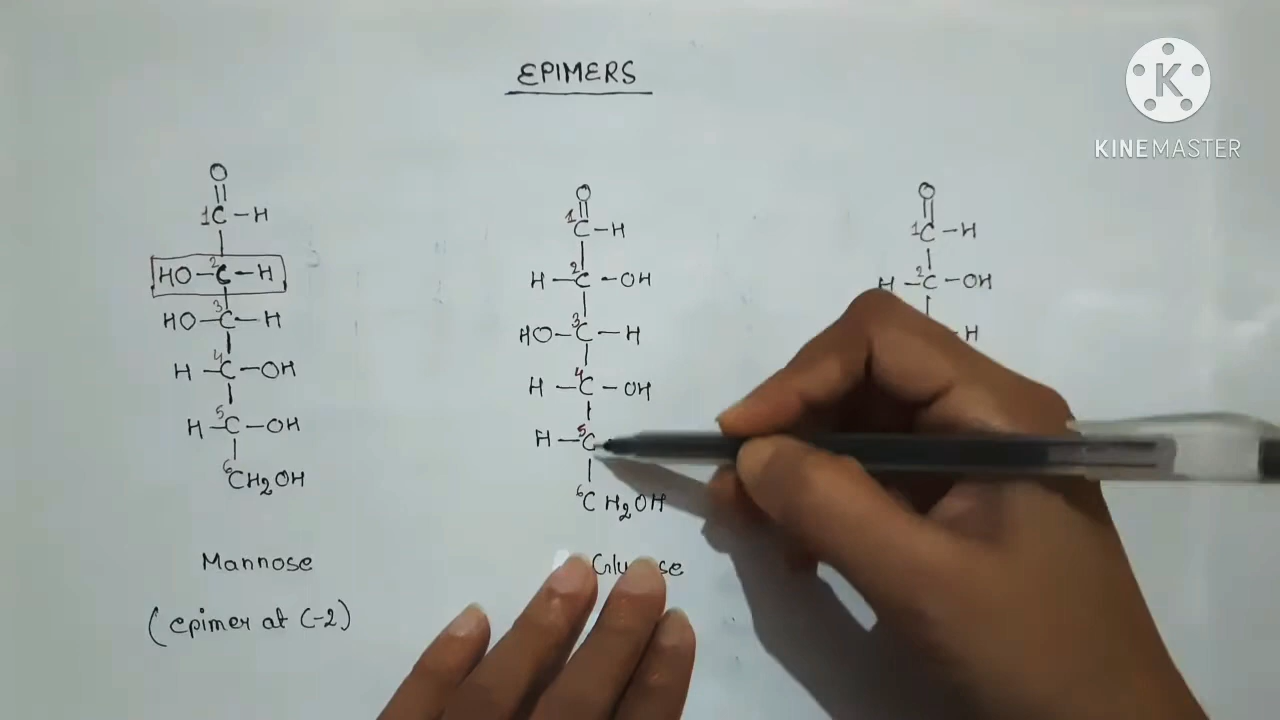 EPIMERS
KINEMASTER
O
1C-H
HO-2C-H
HO-3C-H
H-4C-OH
H-5C-OH
6CH2OH
Mannose
(epimer at C-2)
O
1C-H
H-2C-OH
HO-3C-H
H-4C-OH
H-5C
6CH2OH
O
1C-H
H-2C-OH
H